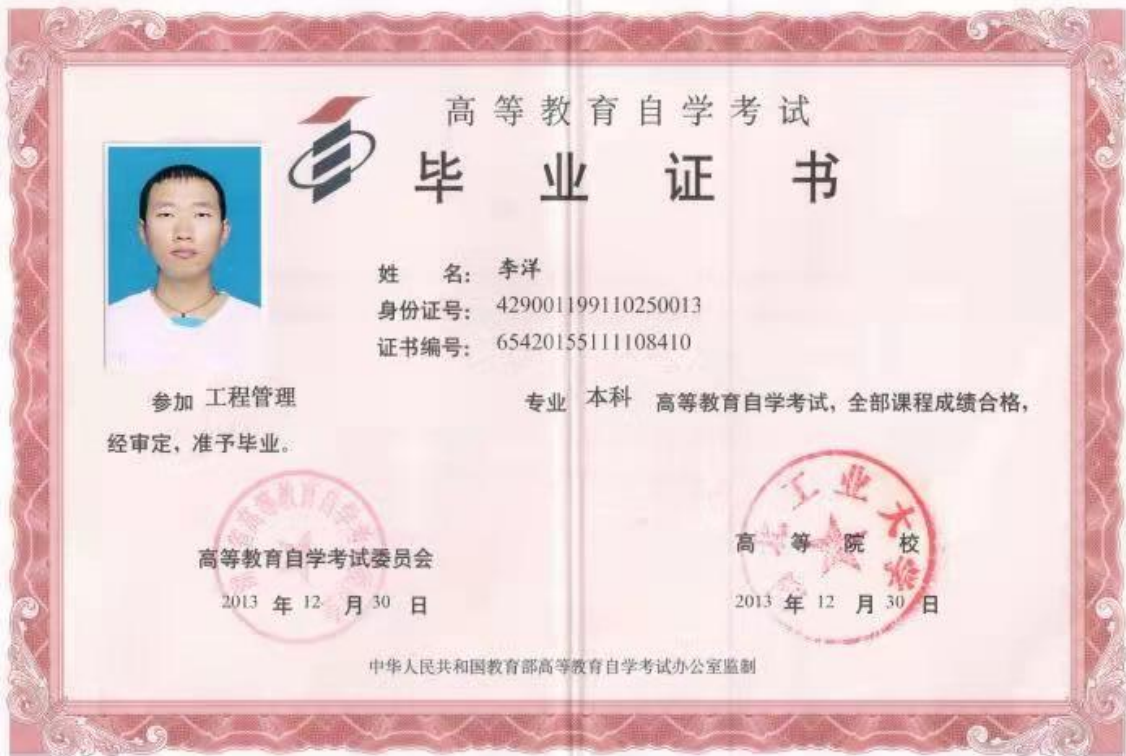 高等教育自学考试
毕业证书
姓 名: 李洋
身份证号: 429001199110250013
证书编号: 65420155111108410
参加 工程管理 专业 本科 高等教育自学考试, 全部课程成绩合格,
经审定, 准予毕业。
高等教育自学考试委员会
2013 年 12 月 30 日
工业大学
高 等 院 校
2013 年 12 月 30 日
中华人民共和国教育部高等教育自学考试办公室监制